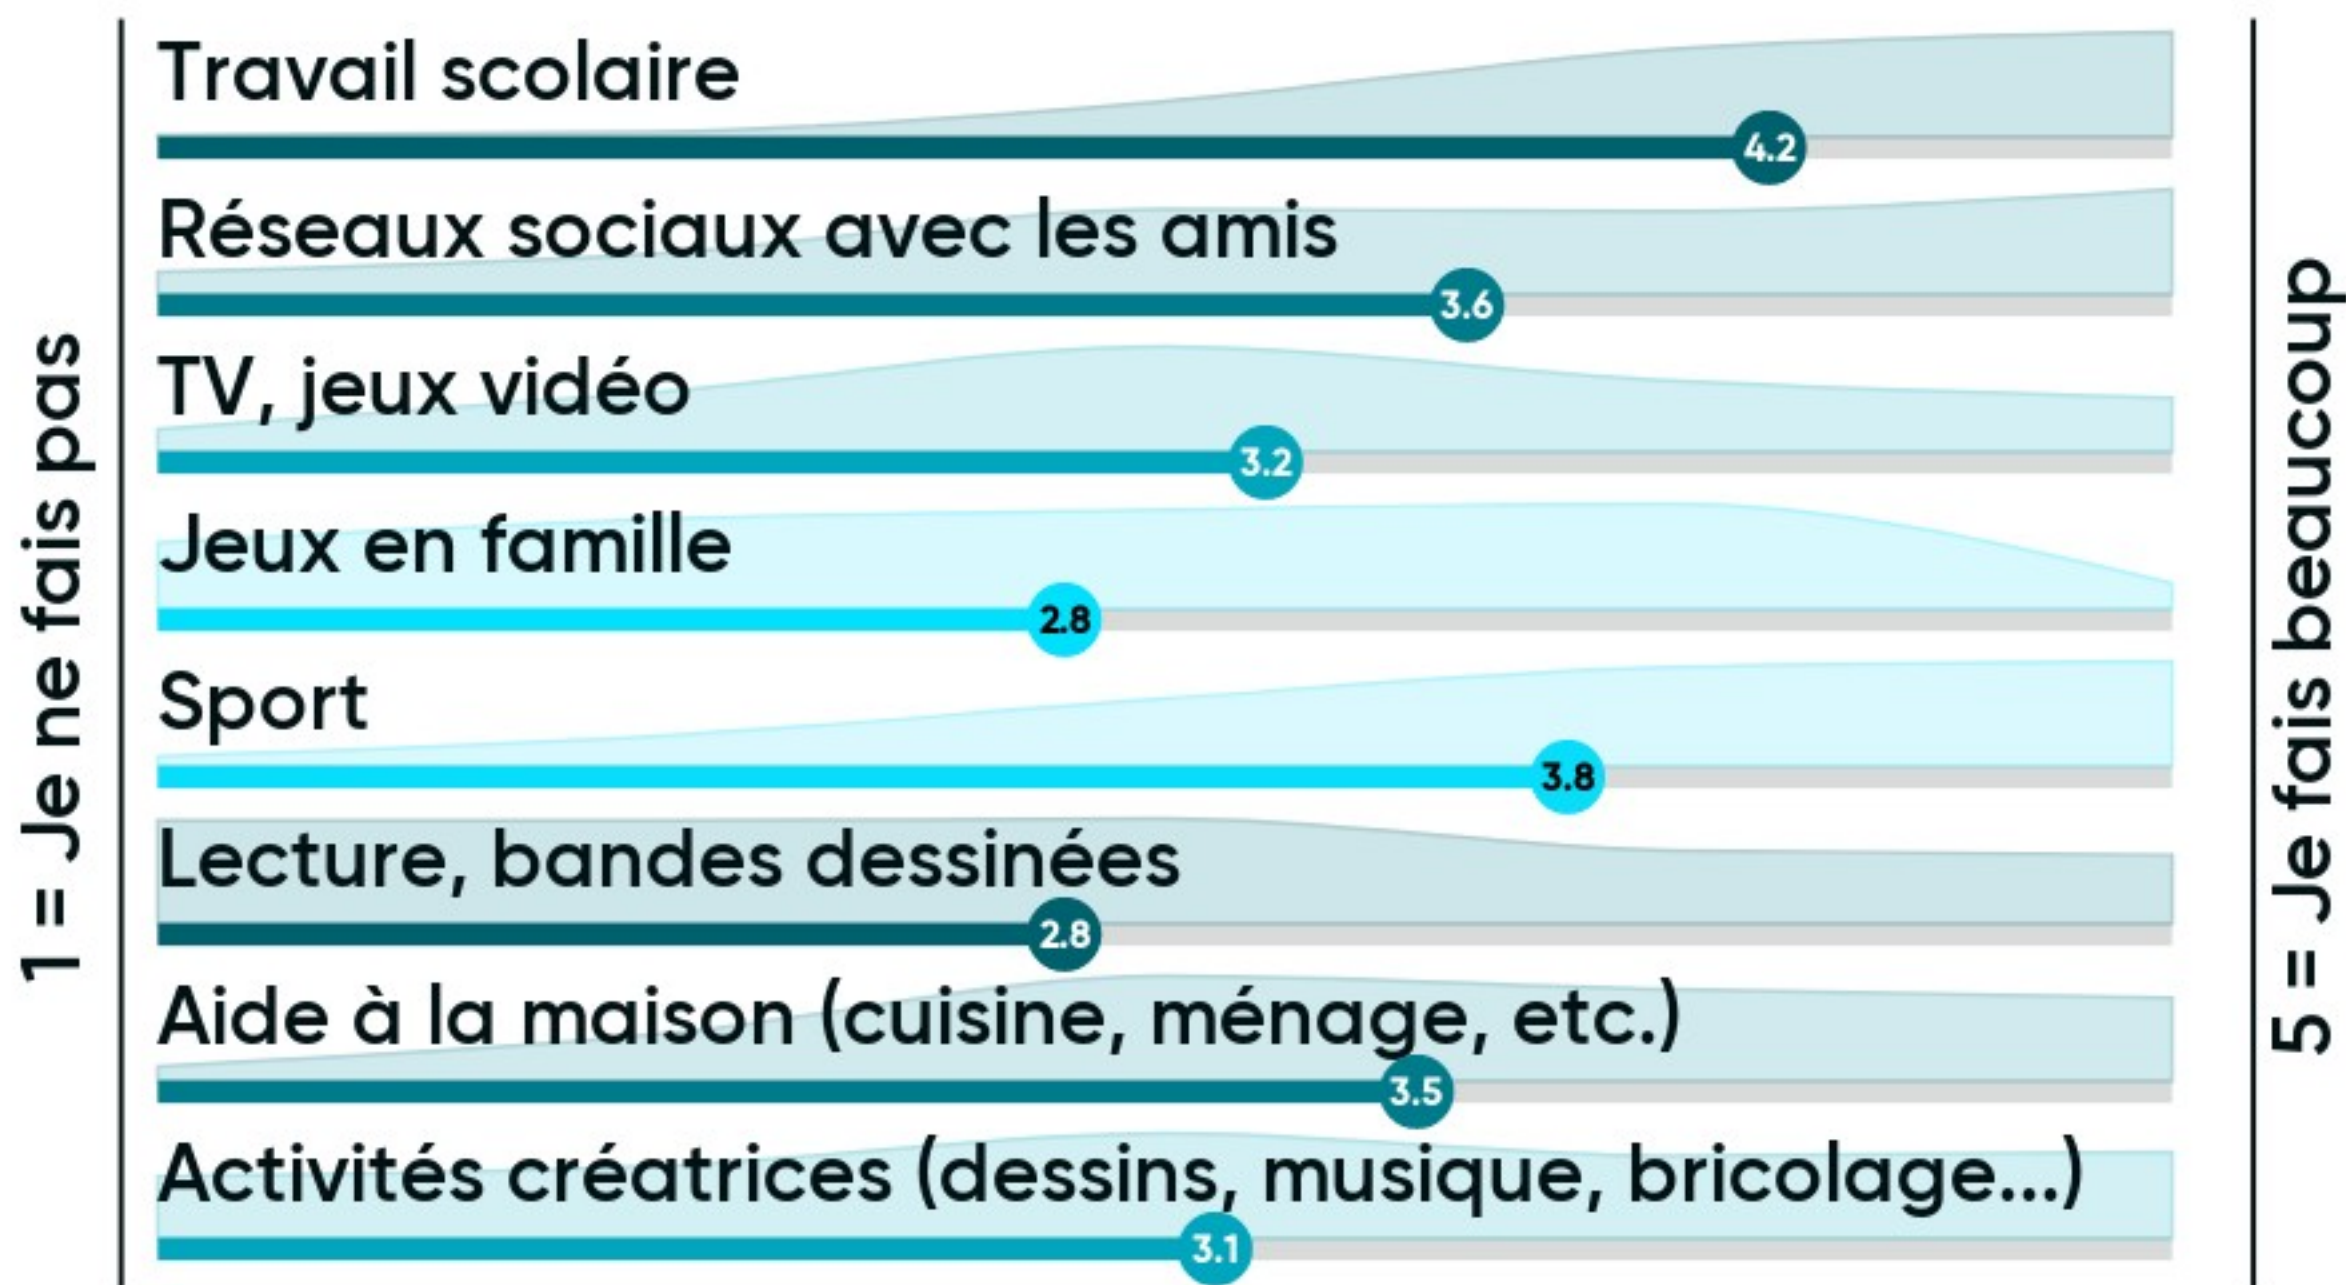 1 = Je ne fais pas
Travail scolaire
4.2
Réseaux sociaux avec les amis
3.6
TV, jeux vidéo
3.2
Jeux en famille
2.8
Sport
3.8
Lecture, bandes dessinées
2.8
Aide à la maison (cuisine, ménage, etc.)
3.5
Activités créatrices (dessins, musique, bricolage...)
3.1
5 = Je fais beaucoup